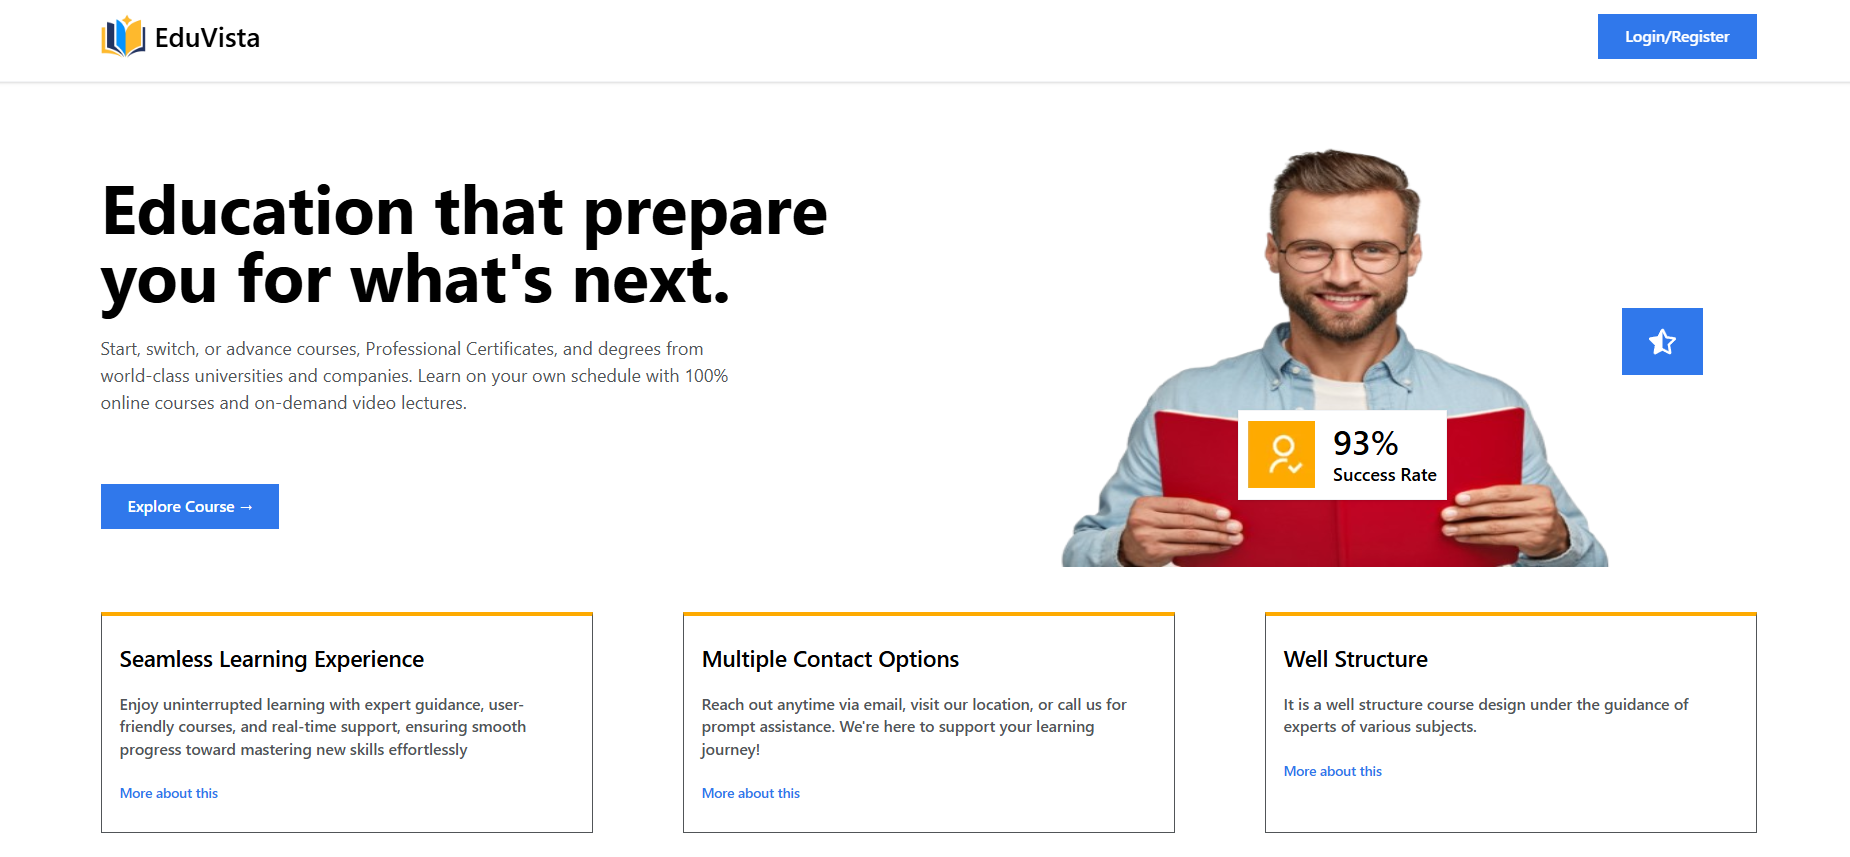 EduVista
Login/Register
Education that prepare
you for what's next.
Start, switch, or advance courses, Professional Certificates, and degrees from
world-class universities and companies. Learn on your own schedule with 100%
online courses and on-demand video lectures.
Explore Course →
93%
Success Rate
Seamless Learning Experience
Enjoy uninterrupted learning with expert guidance, user-
friendly courses, and real-time support, ensuring smooth
progress toward mastering new skills effortlessly
More about this
Multiple Contact Options
Reach out anytime via email, visit our location, or call us for
prompt assistance. We're here to support your learning
journey!
More about this
Well Structure
It is a well structure course design under the guidance of
experts of various subjects.
More about this